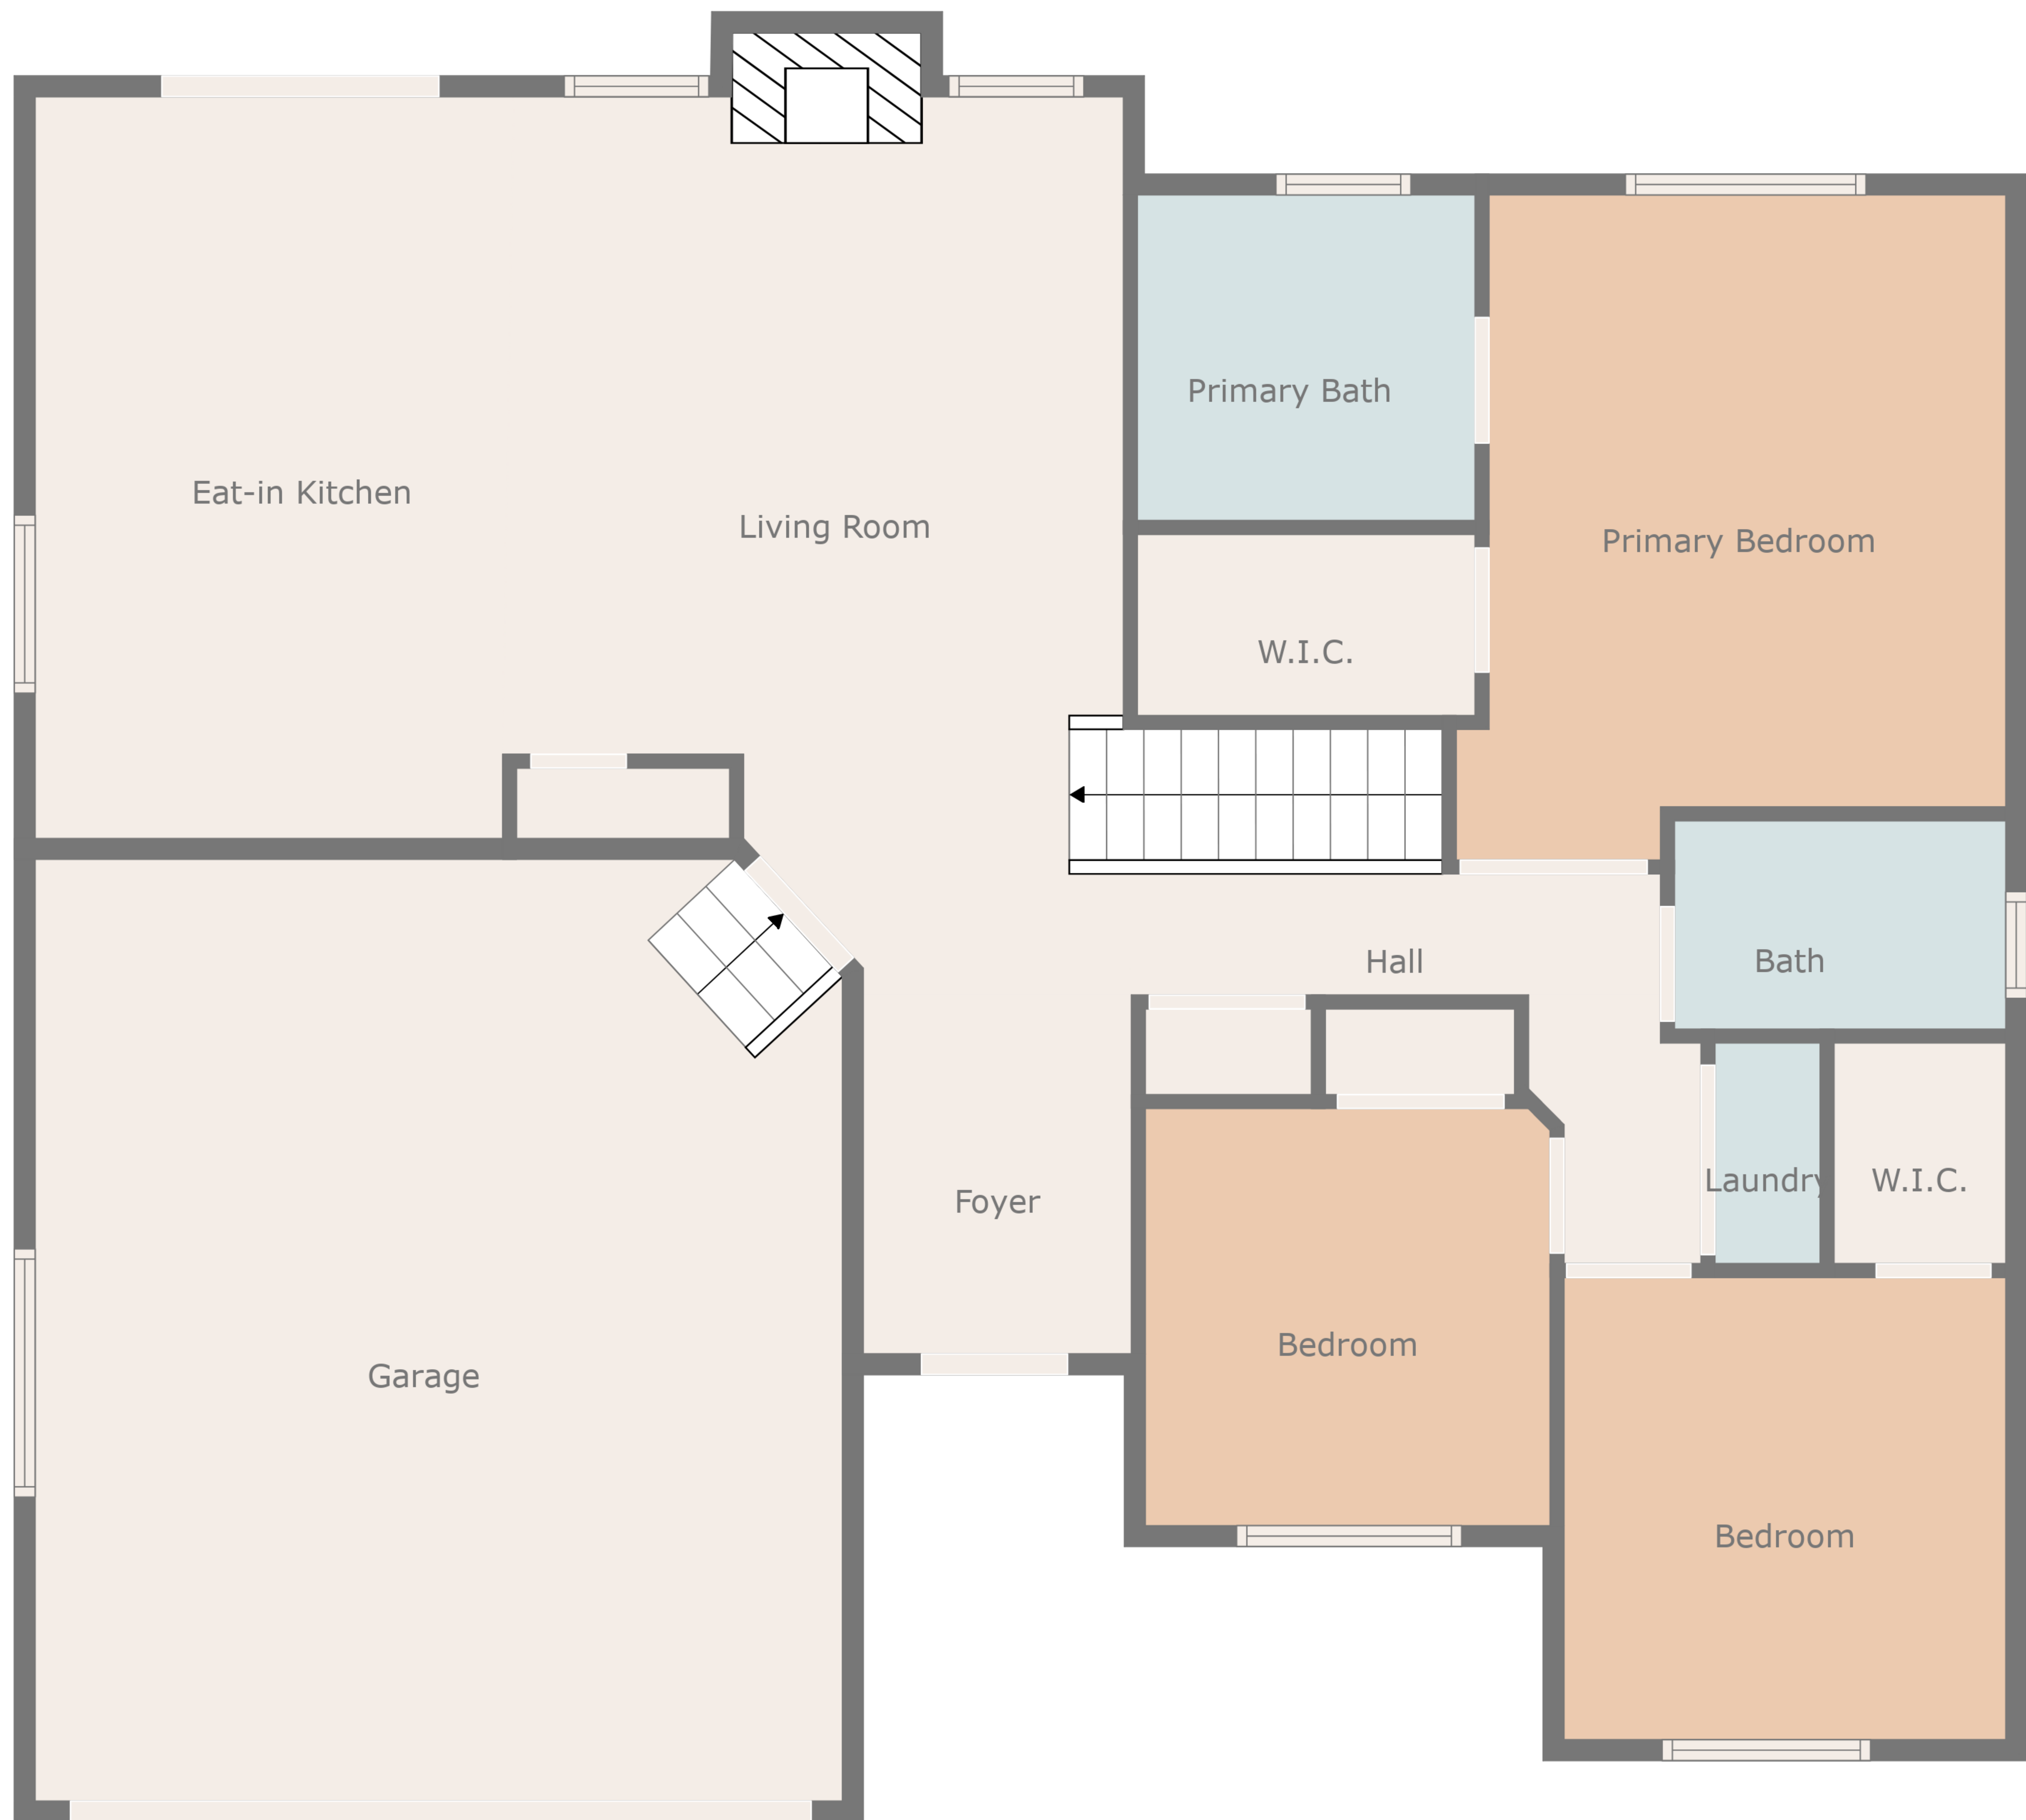 Primary Bath
Eat-in Kitchen
Living Room
Primary Bedroom
W.I.C.
Hall
Bath
Laundry
W.I.C.
Foyer
Bedroom
Garage
Bedroom